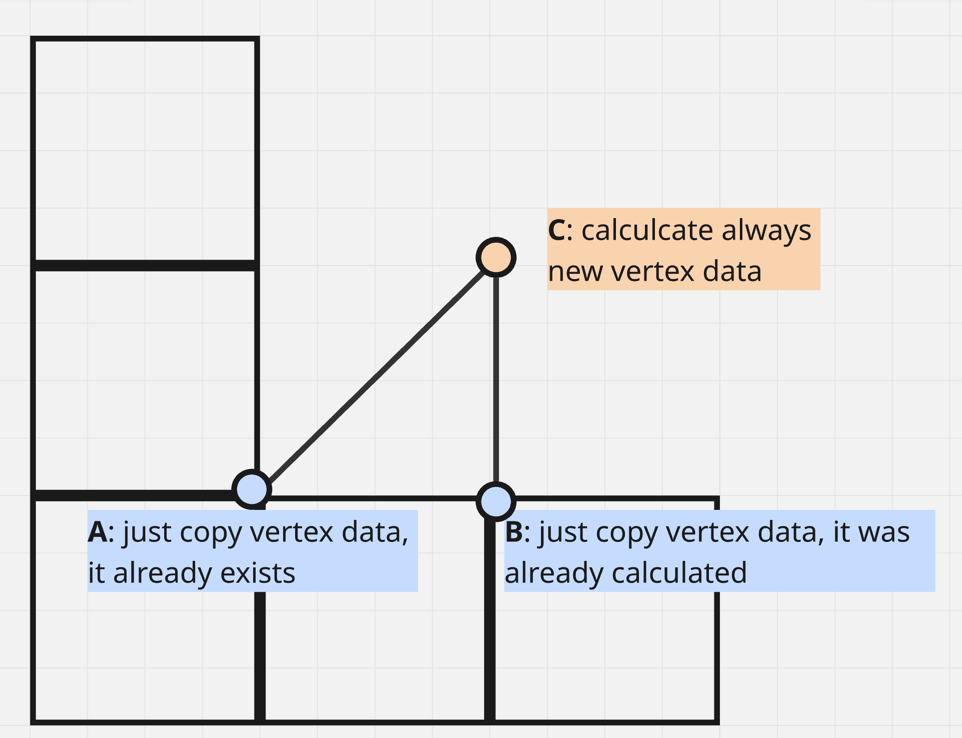 C: calculcate always
new vertex data
A: just copy vertex data,
it already exists
B: just copy vertex data, it was
already calculated